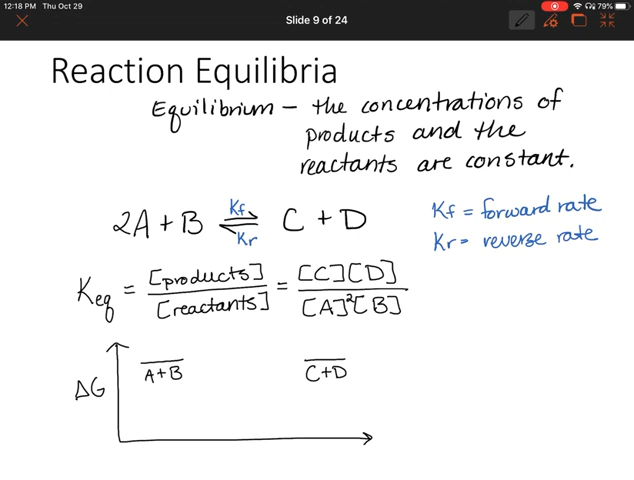 12:18 PM Thu Oct 29
Slide 9 of 24
79%
Reaction Equilibria
Equilibrium – the concentrations of
products and the
reactants are constant.
2A + B ⇌ C + D
Kf
Kr
Kf = forward rate
Kr = reverse rate
Keq = [products]/[reactants] = [C][D]/[A]²[B]
ΔG
A+B
C+D